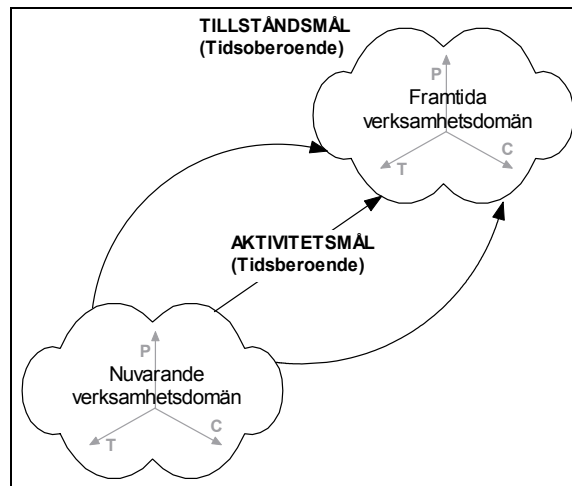 TILLSTÅNDSMÅL
(Tidsoberoende)
P
Framtida
verksamhetsdomän
T
C
AKTIVITETSMÅL
(Tidsberoende)
P
Nuvarande
verksamhetsdomän
T
C